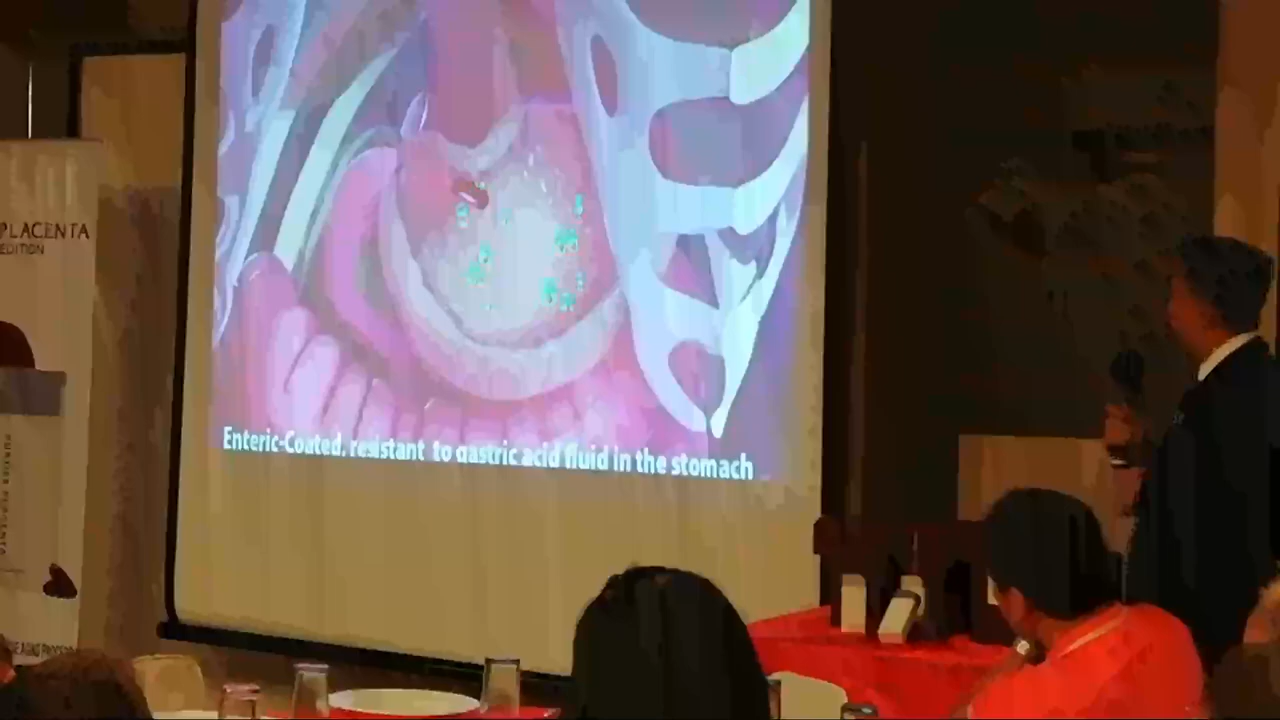 PLACENTA
EDITION
Enteric-Coated, resistant to gastric acid fluid in the stomach